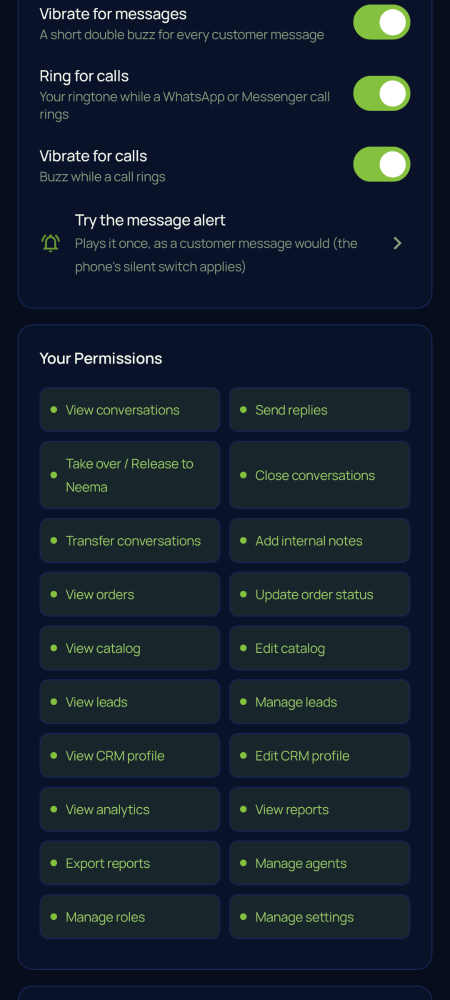 Vibrate for messages
A short double buzz for every customer message
Ring for calls
Your ringtone while a WhatsApp or Messenger call
rings
Vibrate for calls
Buzz while a call rings
Try the message alert
Plays it once, as a customer message would (the
phone's silent switch applies)
Your Permissions
View conversations
Send replies
Take over / Release to
Neema
Close conversations
Transfer conversations
Add internal notes
View orders
Update order status
View catalog
Edit catalog
View leads
Manage leads
View CRM profile
Edit CRM profile
View analytics
View reports
Export reports
Manage agents
Manage roles
Manage settings